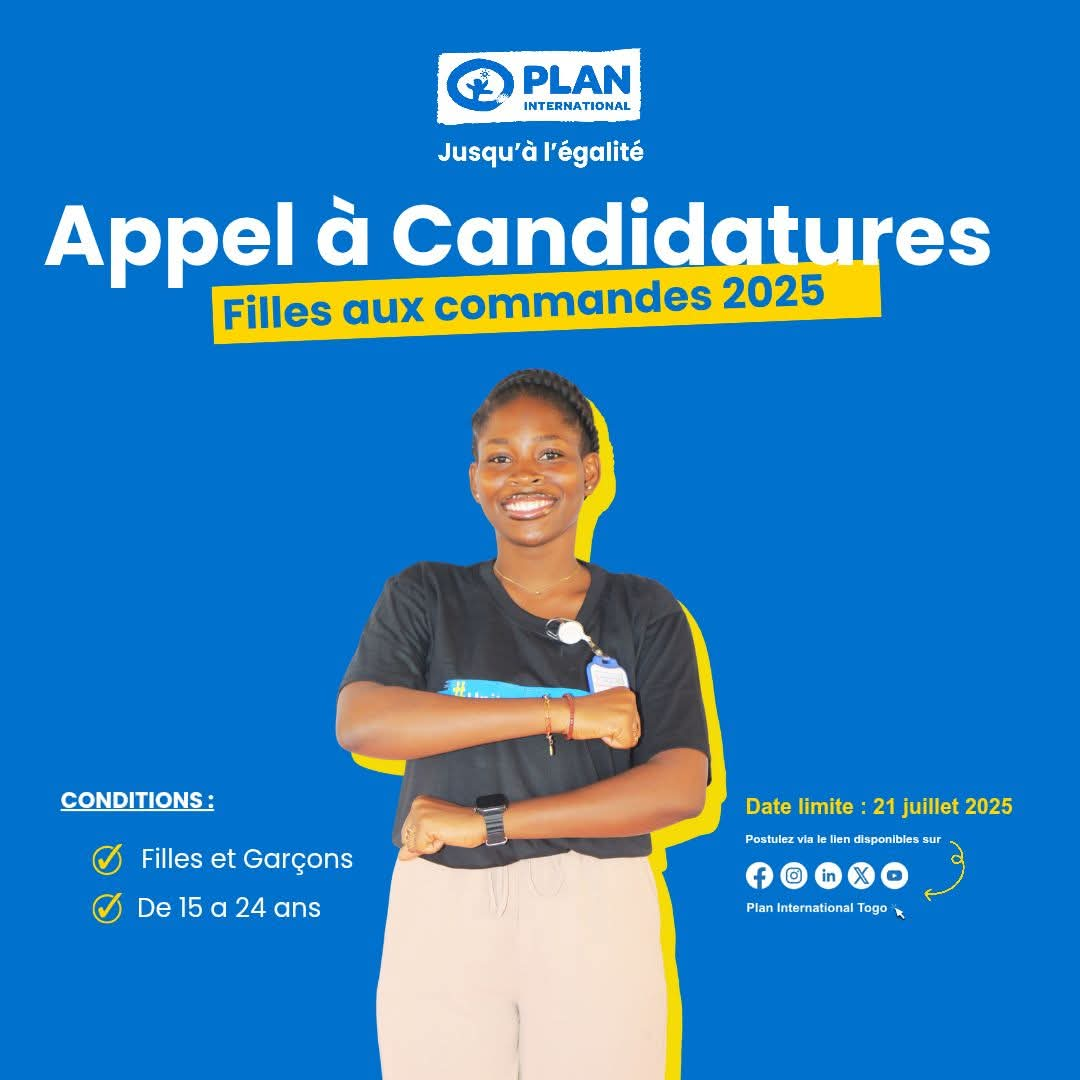 PLAN
INTERNATIONAL
Jusqu’à l’égalité
Appel à Candidatures
Filles aux commandes 2025
CONDITIONS :
Filles et Garçons
De 15 a 24 ans
Date limite : 21 juillet 2025
Postulez via le lien disponibles sur
Plan International Togo